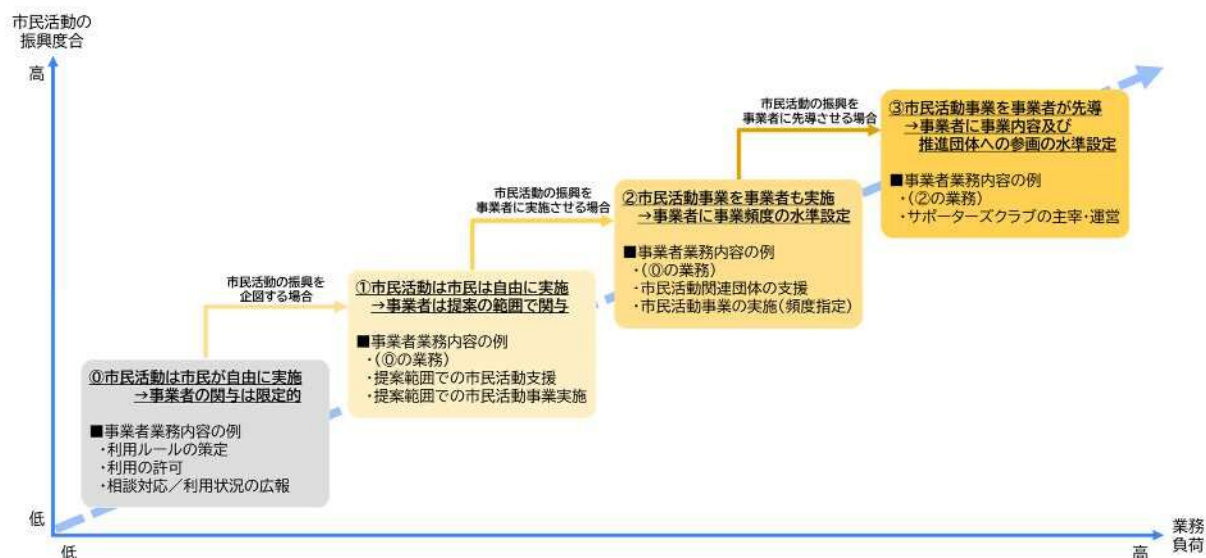 市民活動の
振興度合
高
市民活動の振興を
事業者に先導させる場合
③市民活動事業を事業者が先導
→事業者に事業内容及び
推進団体への参画の水準設定
■事業者業務内容の例
・(②の業務)
・サポーターズクラブの主宰・運営
市民活動の振興を
事業者に実施させる場合
②市民活動事業を事業者も実施
→事業者に事業頻度の水準設定
■事業者業務内容の例
・(⓪の業務)
・市民活動関連団体の支援
・市民活動事業の実施(頻度指定)
市民活動の振興を
企図する場合
①市民活動は市民は自由に実施
→事業者は提案の範囲で関与
■事業者業務内容の例
・(⓪の業務)
・提案範囲での市民活動支援
・提案範囲での市民活動事業実施
⓪市民活動は市民が自由に実施
→事業者の関与は限定的
■事業者業務内容の例
・利用ルールの策定
・利用の許可
・相談対応／利用状況の広報
低
低
高
業務
負荷